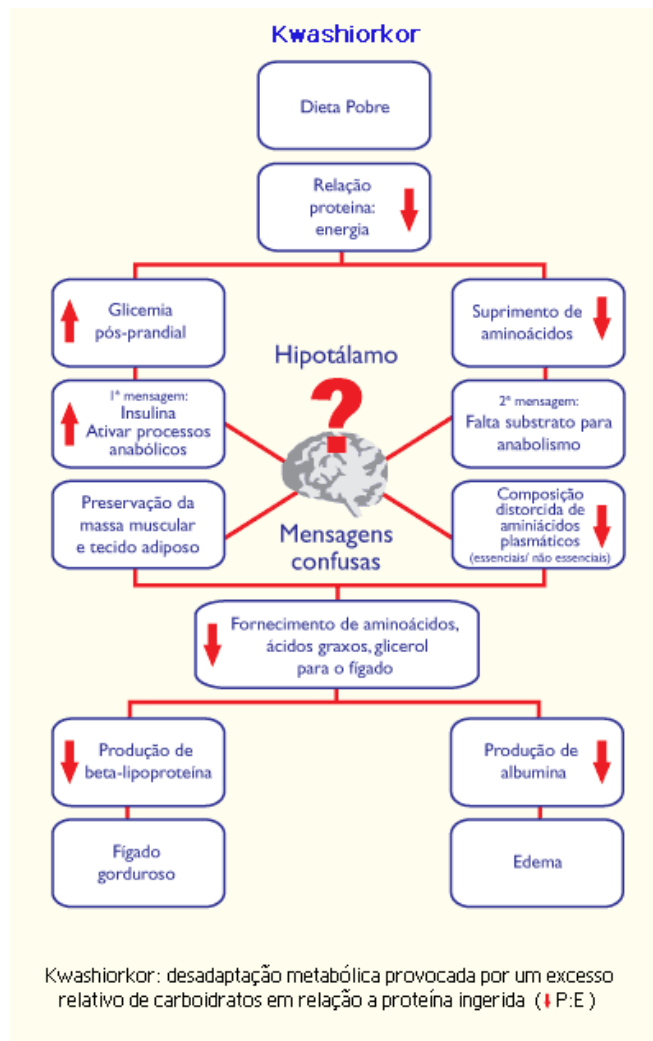 Kwashiorkor
Dieta Pobre
Relação
proteina:
energia
Glicemia
pós-prandial
Suprimento de
aminoácidos
Hipotálamo
?
1ª mensagem:
Insulina
Ativar processos
anabólicos
2ª mensagem:
Falta substrato para
anabolismo
Preservação da
massa muscular
e tecido adiposo
Mensagens
confusas
Composição
distorcida de
aminiácidos
plasmáticos
(essenciais/ não essenciais)
Fornecimento de aminoácidos,
ácidos graxos, glicerol
para o fígado
Produção de
beta-lipoproteína
Produção de
albumina
Fígado
gorduroso
Edema
Kwashiorkor: desadaptação metabólica provocada por um excesso
relativo de carboidratos em relação a proteína ingerida (⬇ P:E )